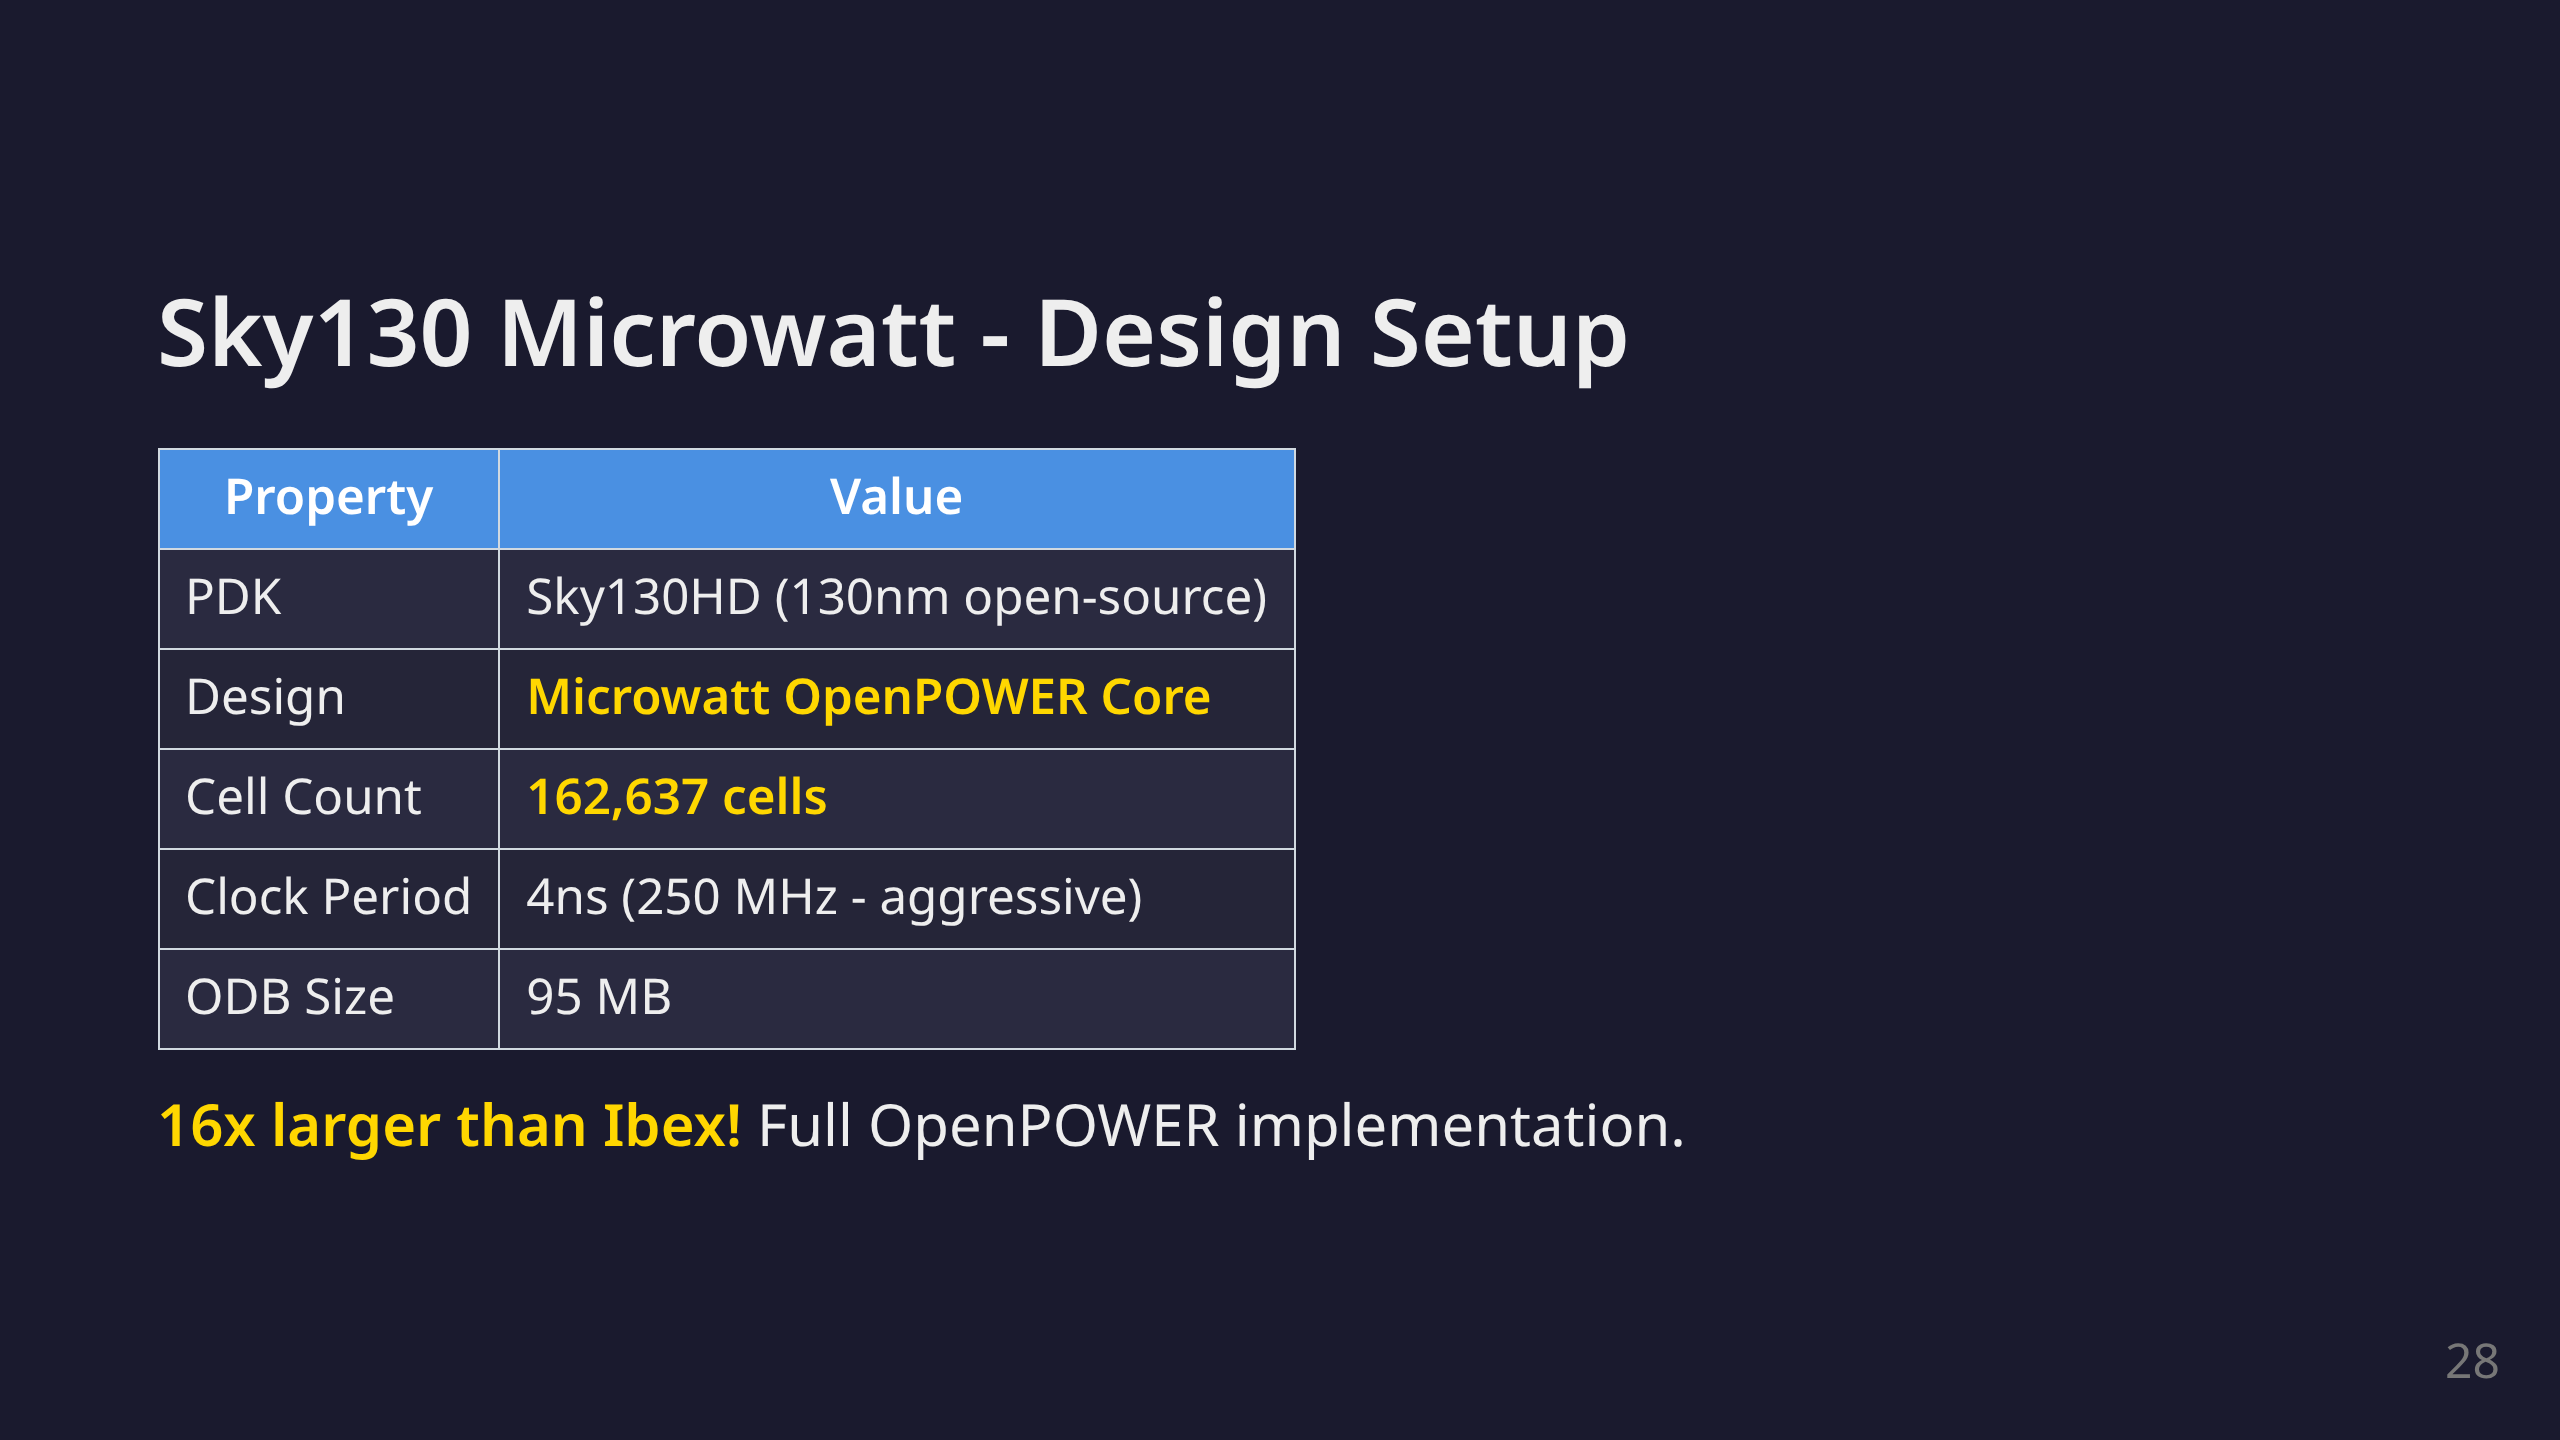 Sky130 Microwatt - Design Setup
Property Value
PDK Sky130HD (130nm open-source)
Design Microwatt OpenPOWER Core
Cell Count 162,637 cells
Clock Period 4ns (250 MHz - aggressive)
ODB Size 95 MB
16x larger than Ibex! Full OpenPOWER implementation.
28